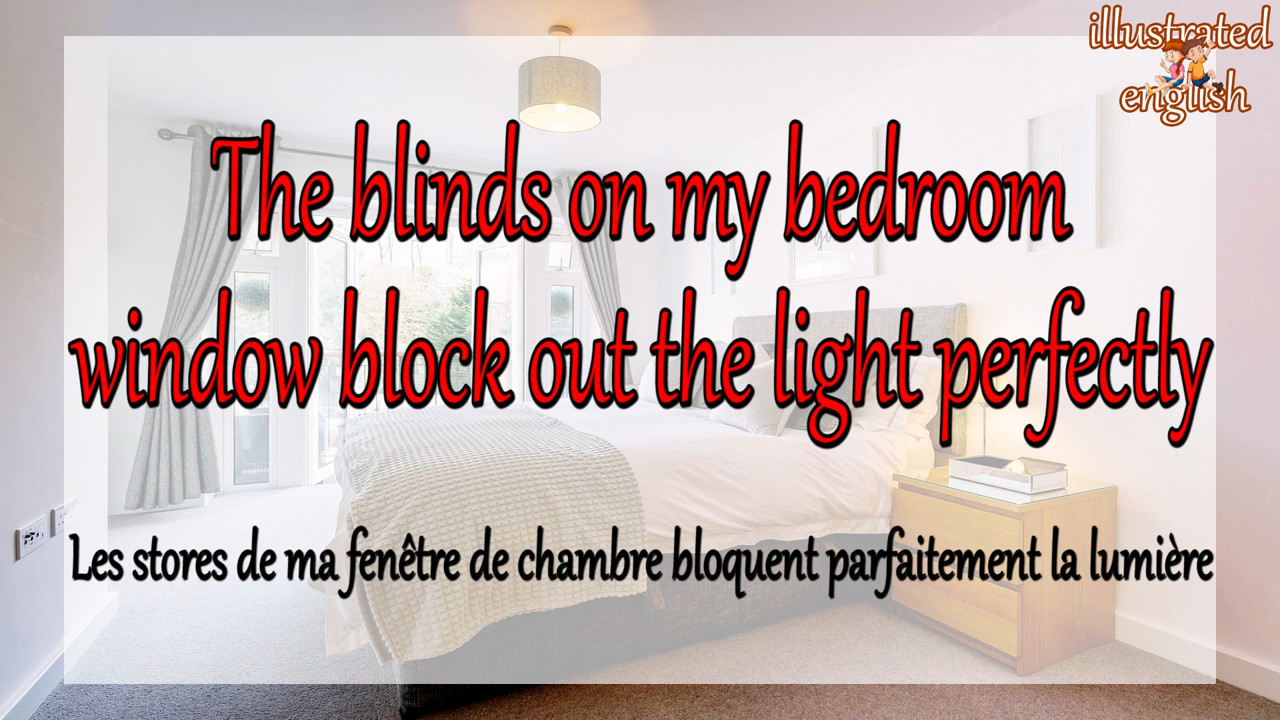 illustrated
english
The blinds on my bedroom
window block out the light perfectly
Les stores de ma fenêtre de chambre bloquent parfaitement la lumière